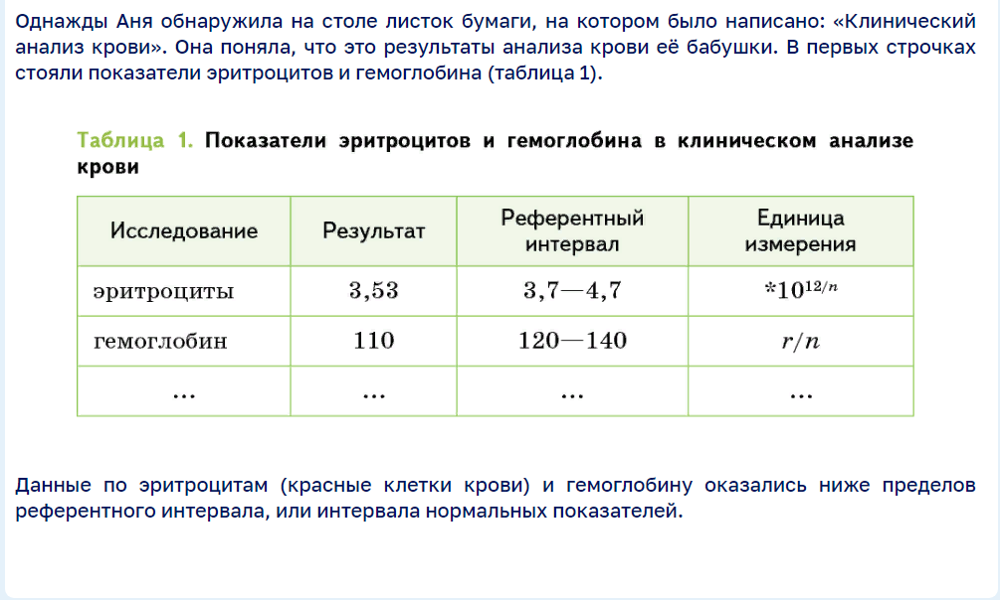 Однажды Аня обнаружила на столе листок бумаги, на котором было написано: «Клинический
анализ крови». Она поняла, что это результаты анализа крови её бабушки. В первых строчках
стояли показатели эритроцитов и гемоглобина (таблица 1).
Таблица 1. Показатели эритроцитов и гемоглобина в клиническом анализе
крови
Исследование Результат Референтный интервал Единица измерения
эритроциты 3,53 3,7—4,7 *10¹²/ⁿ
гемоглобин 110 120—140 r/n
... ... ... ...
Данные по эритроцитам (красные клетки крови) и гемоглобину оказались ниже пределов
референтного интервала, или интервала нормальных показателей.